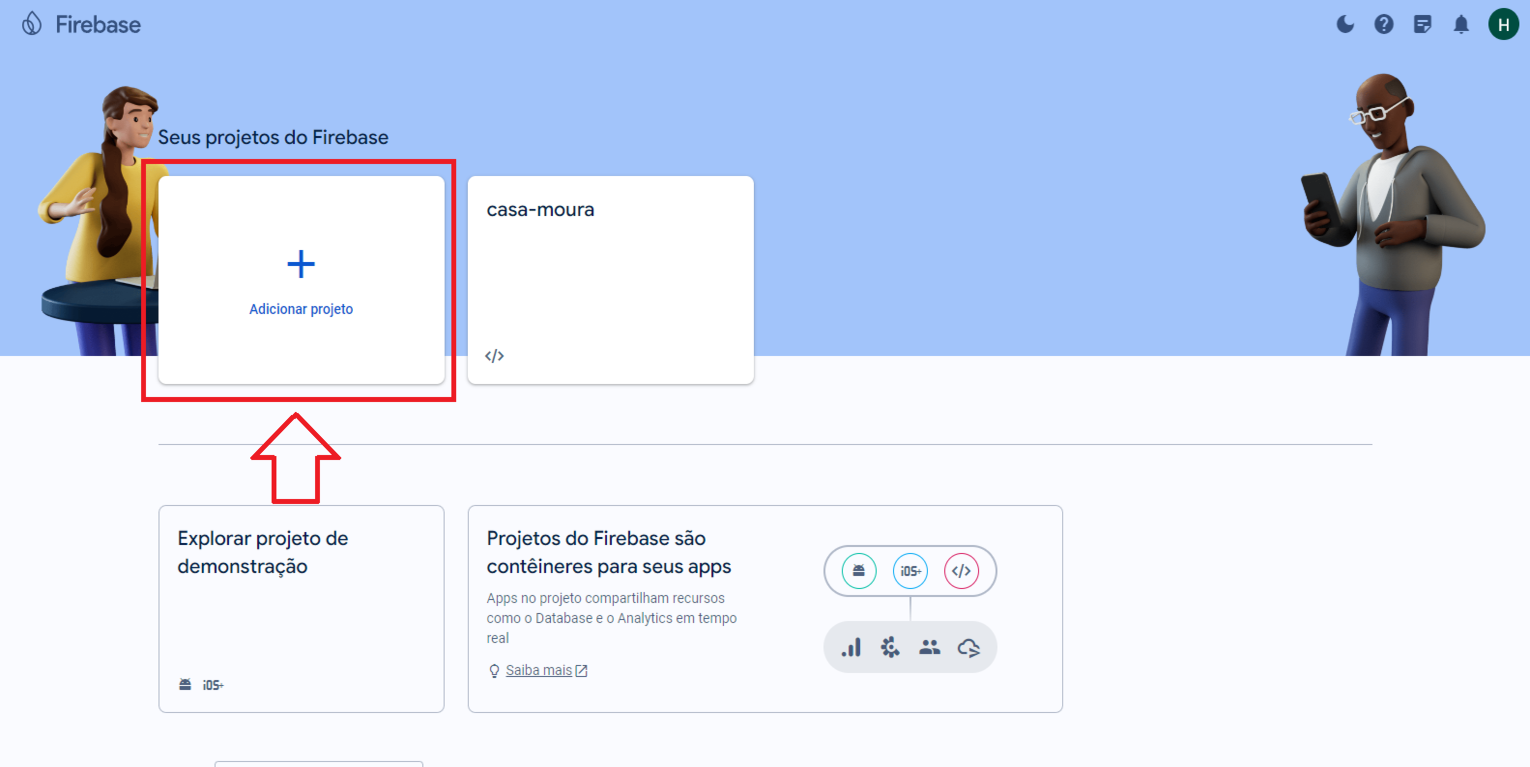 Firebase
H
Seus projetos do Firebase
Adicionar projeto
casa-moura
</>
Explorar projeto de
demonstração
iOS+
Projetos do Firebase são
contêineres para seus apps
Apps no projeto compartilham recursos
como o Database e o Analytics em tempo
real
Saiba mais
iOS+
</>